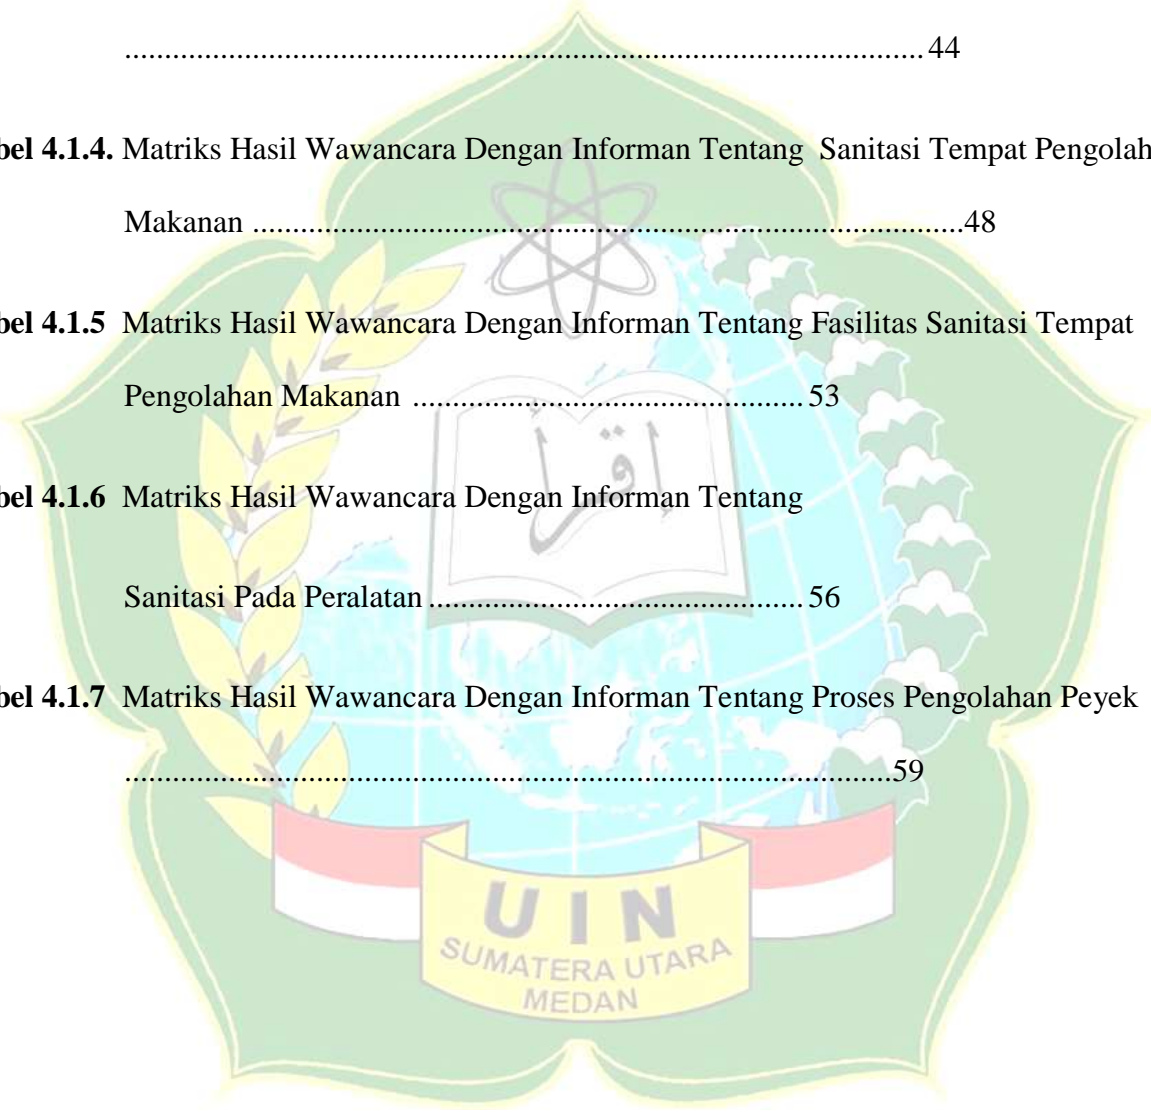 ........................................................................................................ 44
bel 4.1.4. Matriks Hasil Wawancara Dengan Informan Tentang Sanitasi Tempat Pengolah
Makanan ..............................................................................................48
bel 4.1.5 Matriks Hasil Wawancara Dengan Informan Tentang Fasilitas Sanitasi Tempat
Pengolahan Makanan ................................................ 53
bel 4.1.6 Matriks Hasil Wawancara Dengan Informan Tentang
Sanitasi Pada Peralatan .............................................. 56
bel 4.1.7 Matriks Hasil Wawancara Dengan Informan Tentang Proses Pengolahan Peyek
................................................................................................59
إقرأ
UIN
SUMATERA UTARA
MEDAN